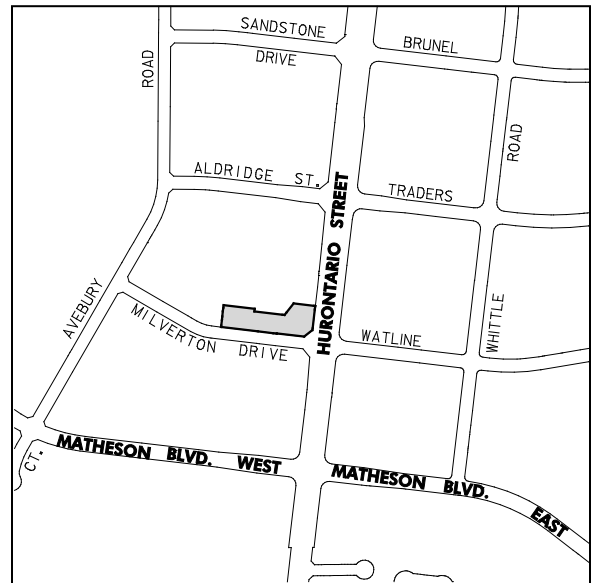 SANDSTONE
DRIVE
BRUNEL
ROAD
ROAD
ALDRIDGE ST.
TRADERS
HURONTARIO STREET
AVEBURY
MILVERTON DRIVE
WATLINE
WHITTLE
MATHESON BLVD. WEST
MATHESON BLVD. EAST
CT.